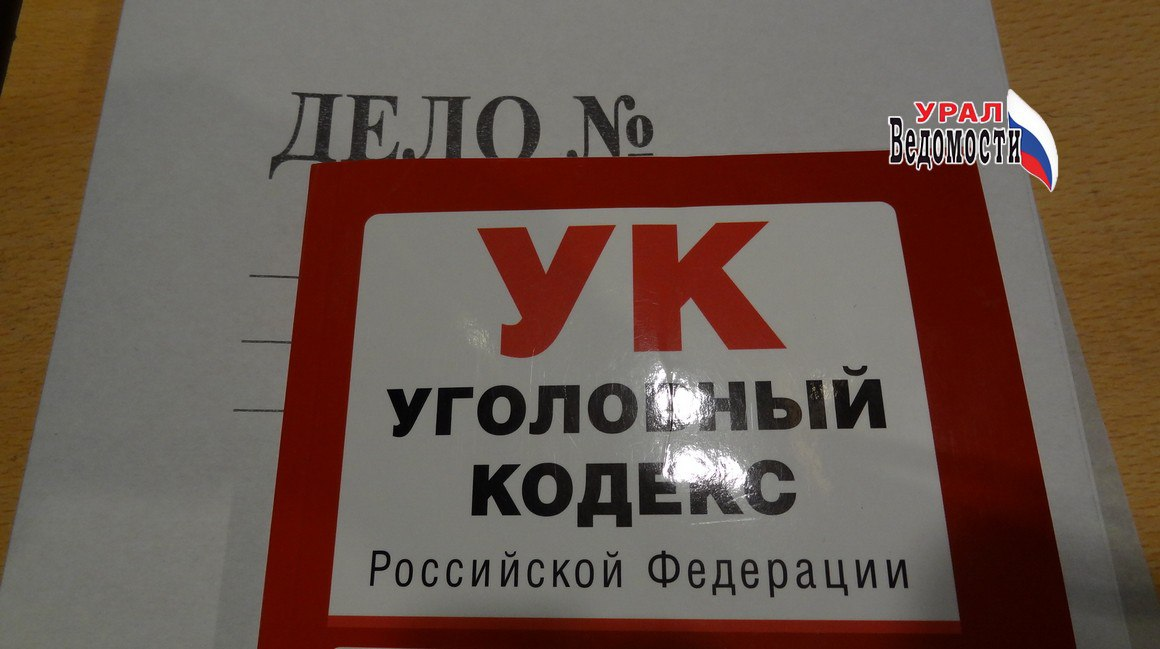 ДЕЛО №
УРАЛ
Ведомости
УК
УГОЛОВНЫЙ
КОДЕКС
Российской Федерации